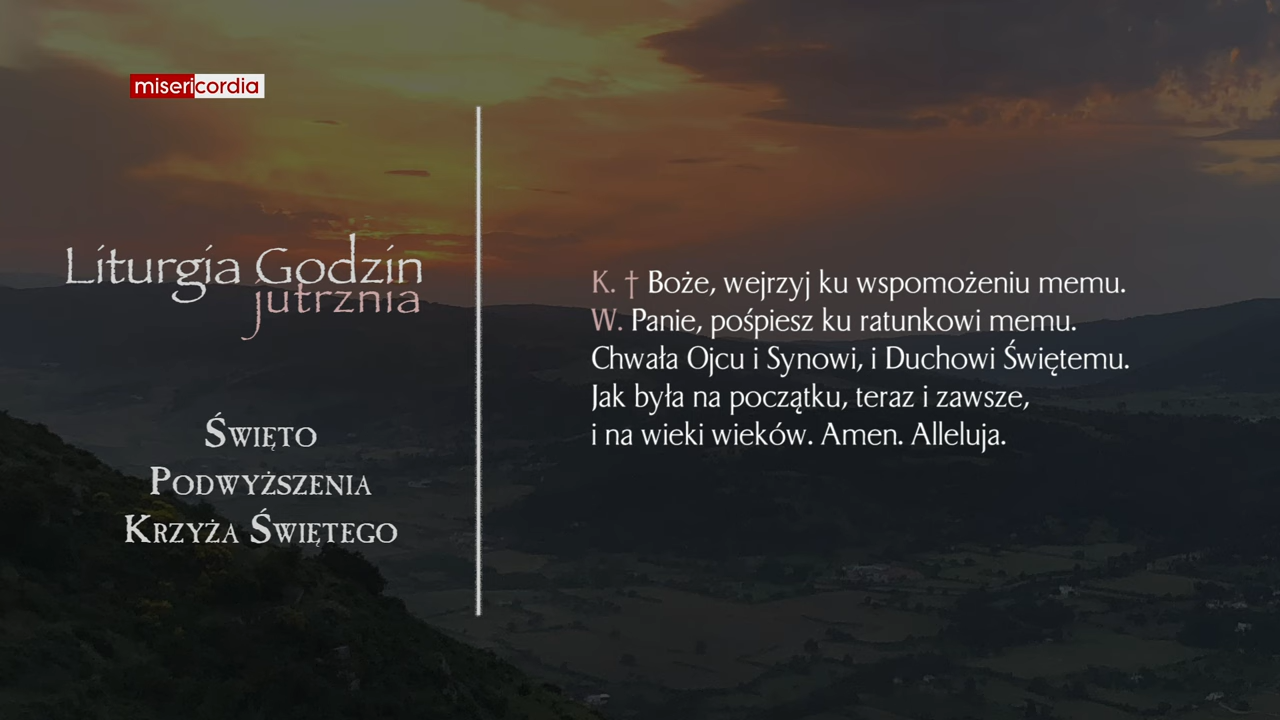 misericordia
Liturgia Godzin
jutrznia
Święto
Podwyższenia
Krzyża Świętego
K. † Boże, wejrzyj ku wspomożeniu memu.
W. Panie, pośpiesz ku ratunkowi memu.
Chwała Ojcu i Synowi, i Duchowi Świętemu.
Jak była na początku, teraz i zawsze,
i na wieki wieków. Amen. Alleluja.